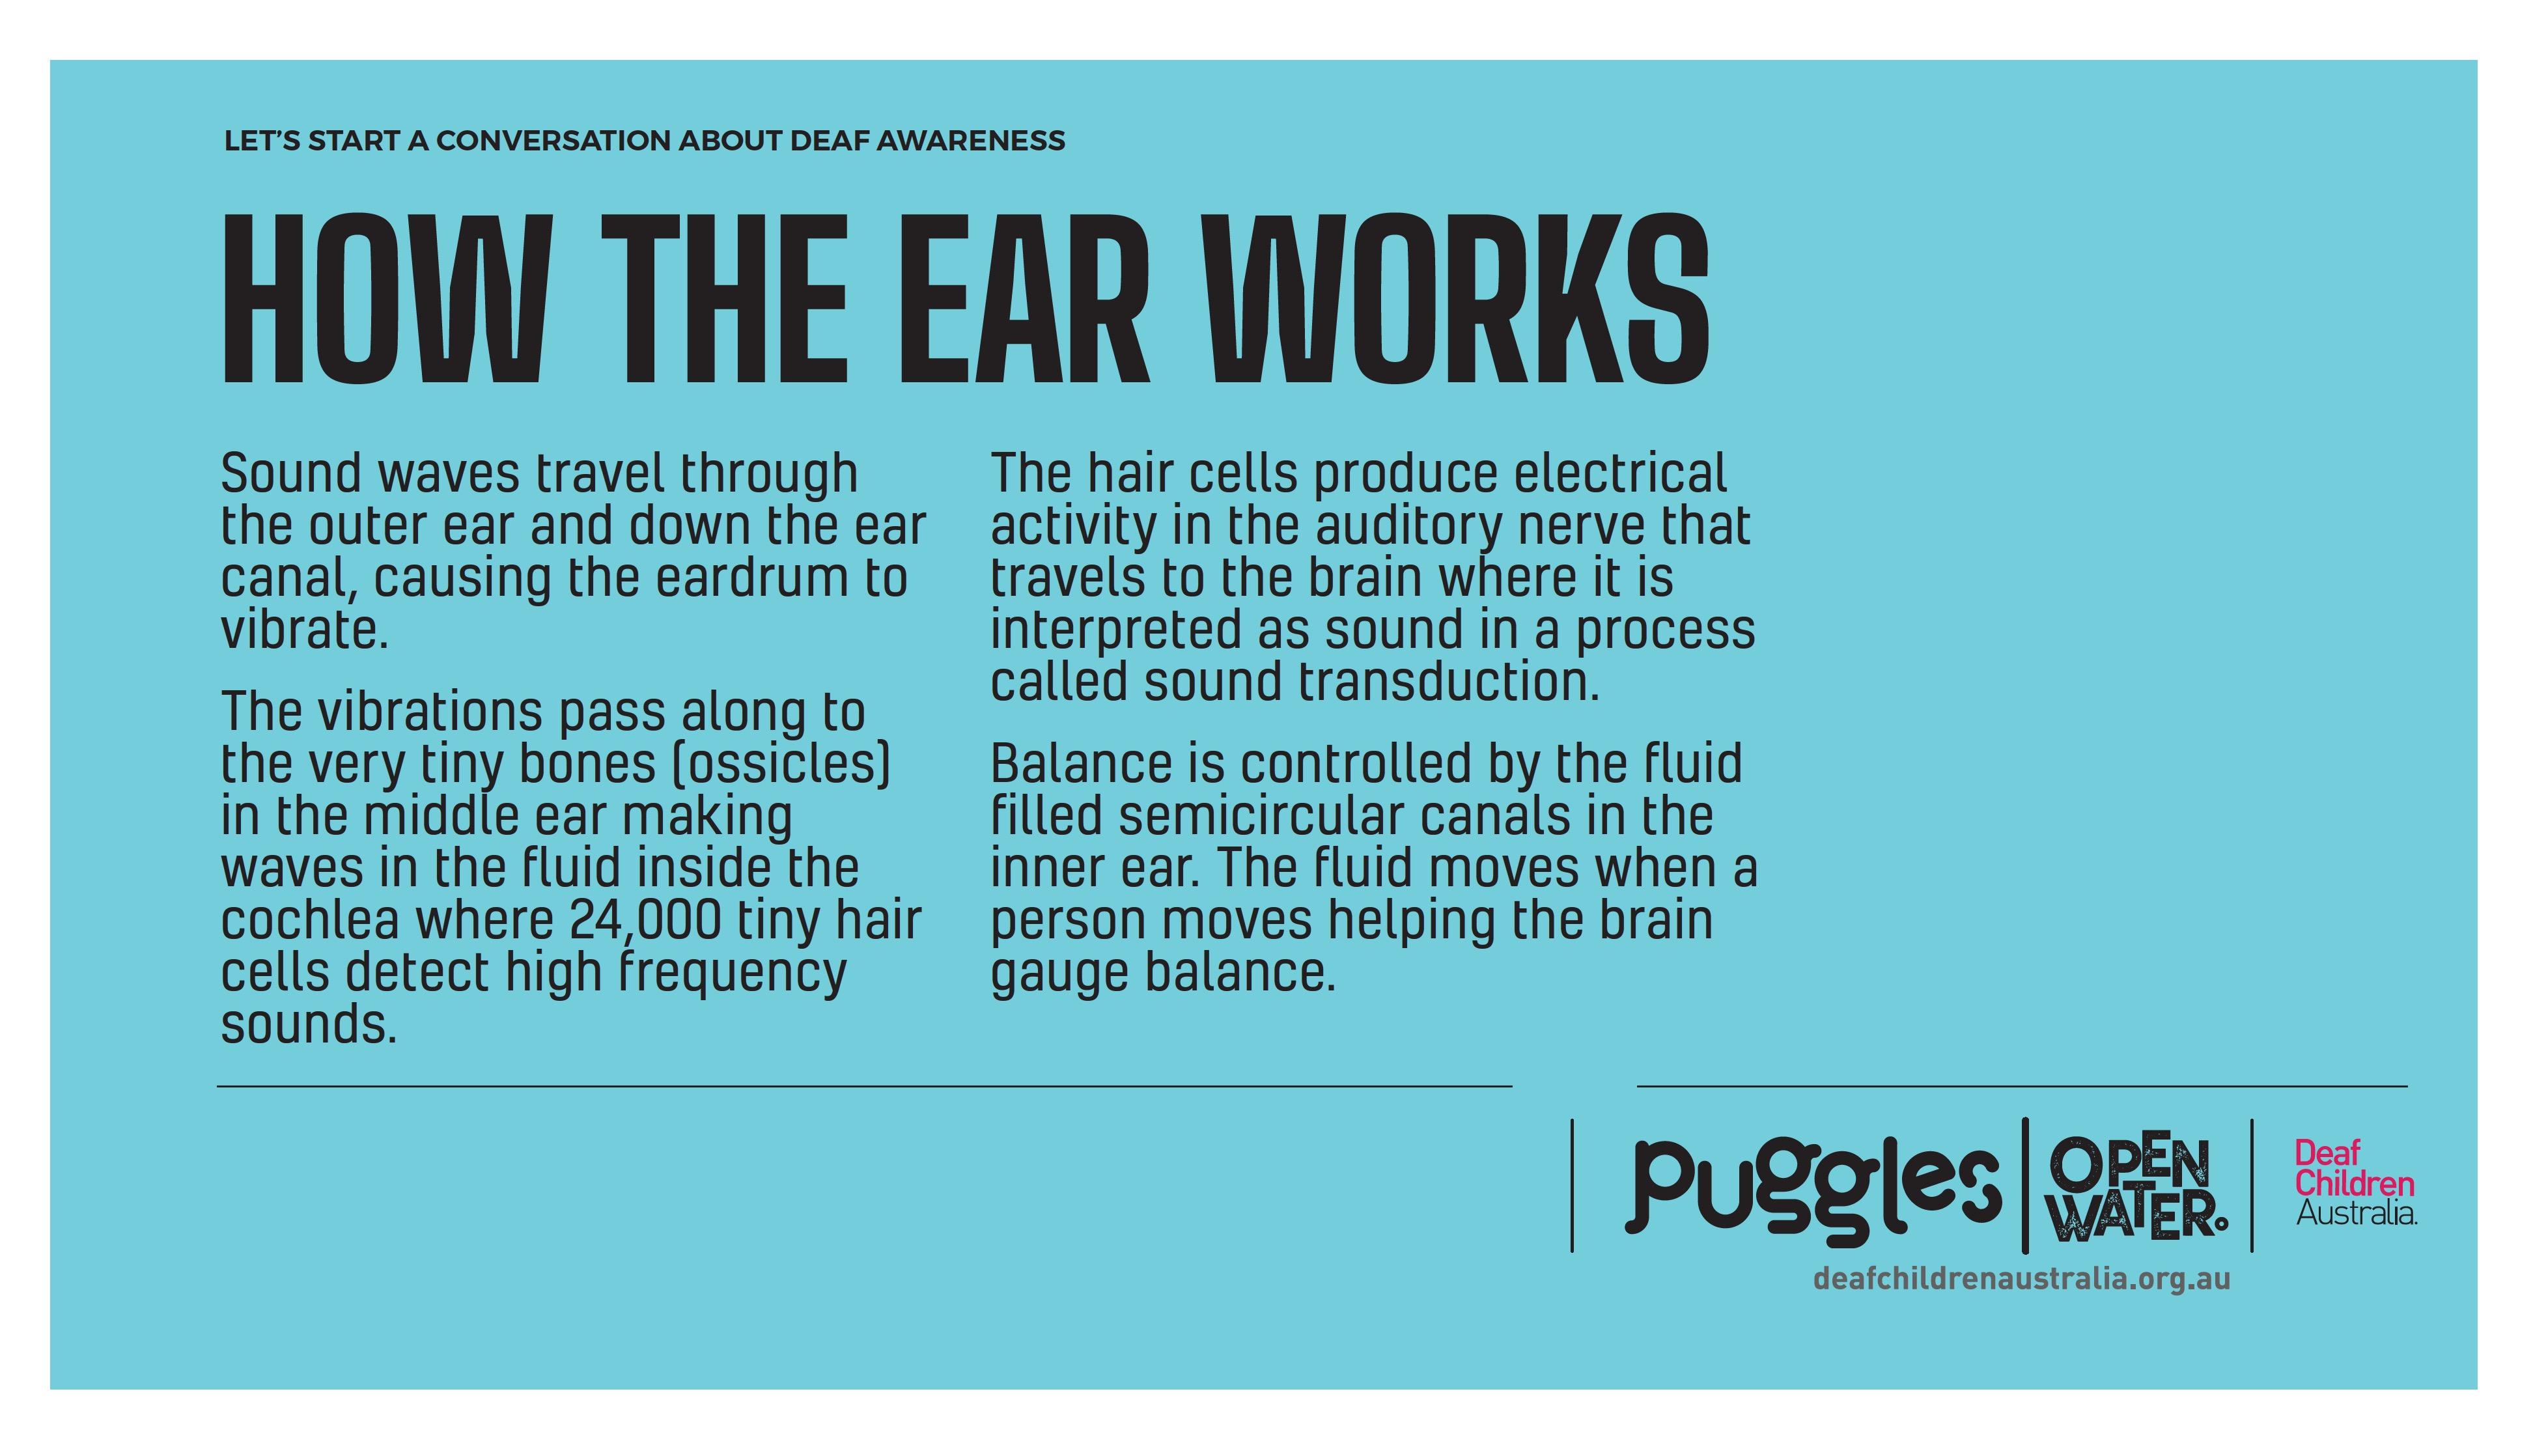 LET'S START A CONVERSATION ABOUT DEAF AWARENESS
HOW THE EAR WORKS
Sound waves travel through
the outer ear and down the ear
canal, causing the eardrum to
vibrate.
The vibrations pass along to
the very tiny bones (ossicles)
in the middle ear making
waves in the fluid inside the
cochlea where 24,000 tiny hair
cells detect high frequency
sounds.
The hair cells produce electrical
activity in the auditory nerve that
travels to the brain where it is
interpreted as sound in a process
called sound transduction.
Balance is controlled by the fluid
filled semicircular canals in the
inner ear. The fluid moves when a
person moves helping the brain
gauge balance.
puggles
OPEN
WATER.
Deaf
Children
Australia.
deafchildrenaustralia.org.au